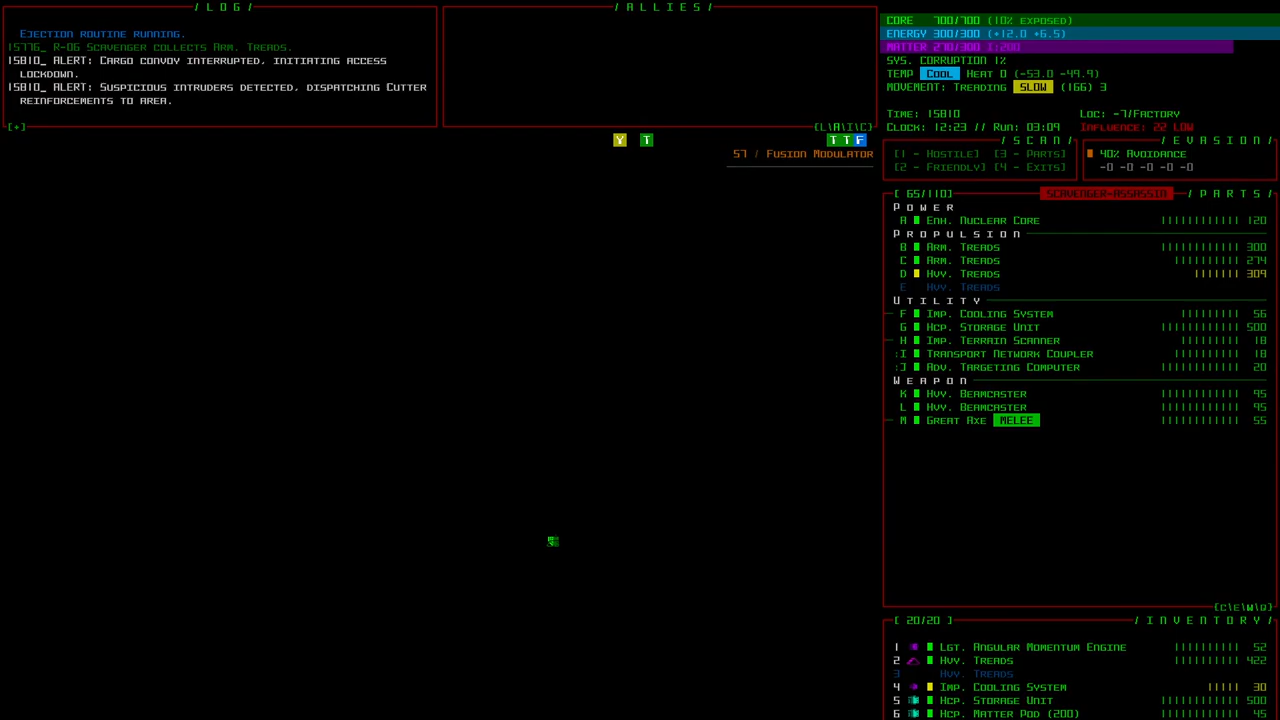 / L O G /
Ejection routine running.
15776_ R-06 Scavenger collects Arm. Treads.
15810_ ALERT: Cargo convoy interrupted, initiating access
lockdown.
15810_ ALERT: Suspicious intruders detected, dispatching Cutter
reinforcements to area.
[+]
/ A L L I E S /
{L\A\I\C}
Y T T T F
57 / Fusion Modulator
CORE 700/700 (10% exposed)
ENERGY 300/300 (+12.0 +6.5)
MATTER 270/300 I:200
SYS. CORRUPTION 1%
TEMP Cool Heat 0 (-53.0 -49.9)
MOVEMENT: Treading SLOW (166) 3
Time: 15810 Loc: -7/Factory
Clock: 12:23 // Run: 03:09 Influence: 22 LOW
/ S C A N /
[1 - Hostile] [3 - Parts]
[2 - Friendly] [4 - Exits]
/ E V A S I O N /
40% Avoidance
-0 -0 -0 -0 -0
[ 65/110] SCAVENGER-ASSASSIN / P A R T S /
P O W E R
A Enh. Nuclear Core 120
P R O P U L S I O N
B Arm. Treads 300
C Arm. Treads 274
D Hvy. Treads 309
E Hvy. Treads
U T I L I T Y
F Imp. Cooling System 56
G Hcp. Storage Unit 500
H Imp. Terrain Scanner 18
:I Transport Network Coupler 18
:J Adv. Targeting Computer 20
W E A P O N
K Hvy. Beamcaster 95
L Hvy. Beamcaster 95
M Great Axe MELEE 55
{C\E\W\Q}
[ 20/20 ] / I N V E N T O R Y /
1 Lgt. Angular Momentum Engine 52
2 Hvy. Treads 422
3 Hvy. Treads
4 Imp. Cooling System 30
5 Hcp. Storage Unit 500
6 Hcp. Matter Pod (200) 45